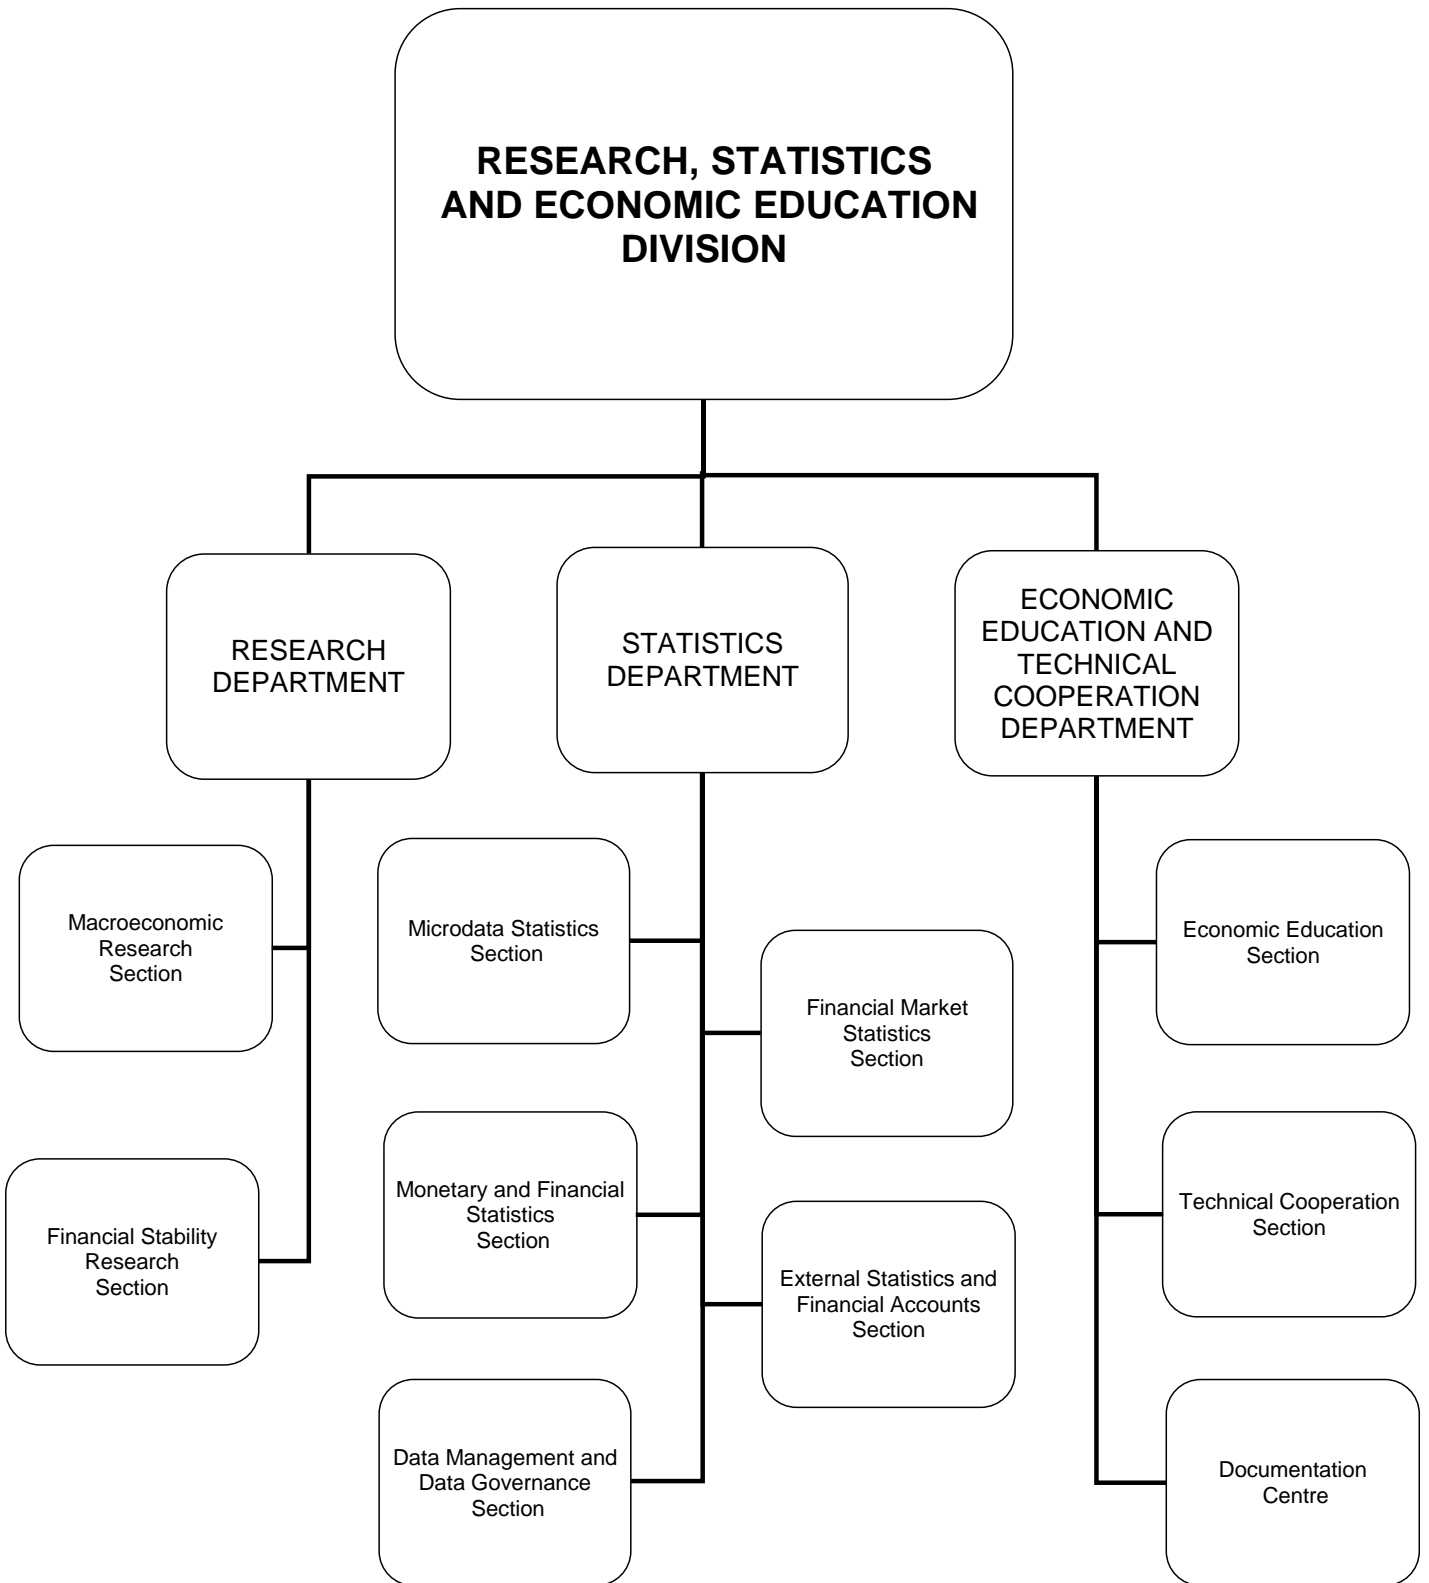 RESEARCH, STATISTICS
AND ECONOMIC EDUCATION
DIVISION
RESEARCH
DEPARTMENT
STATISTICS
DEPARTMENT
ECONOMIC
EDUCATION AND
TECHNICAL
COOPERATION
DEPARTMENT
Macroeconomic
Research
Section
Microdata Statistics
Section
Financial Market
Statistics
Section
Economic Education
Section
Financial Stability
Research
Section
Monetary and Financial
Statistics
Section
External Statistics and
Financial Accounts
Section
Technical Cooperation
Section
Data Management and
Data Governance
Section
Documentation
Centre